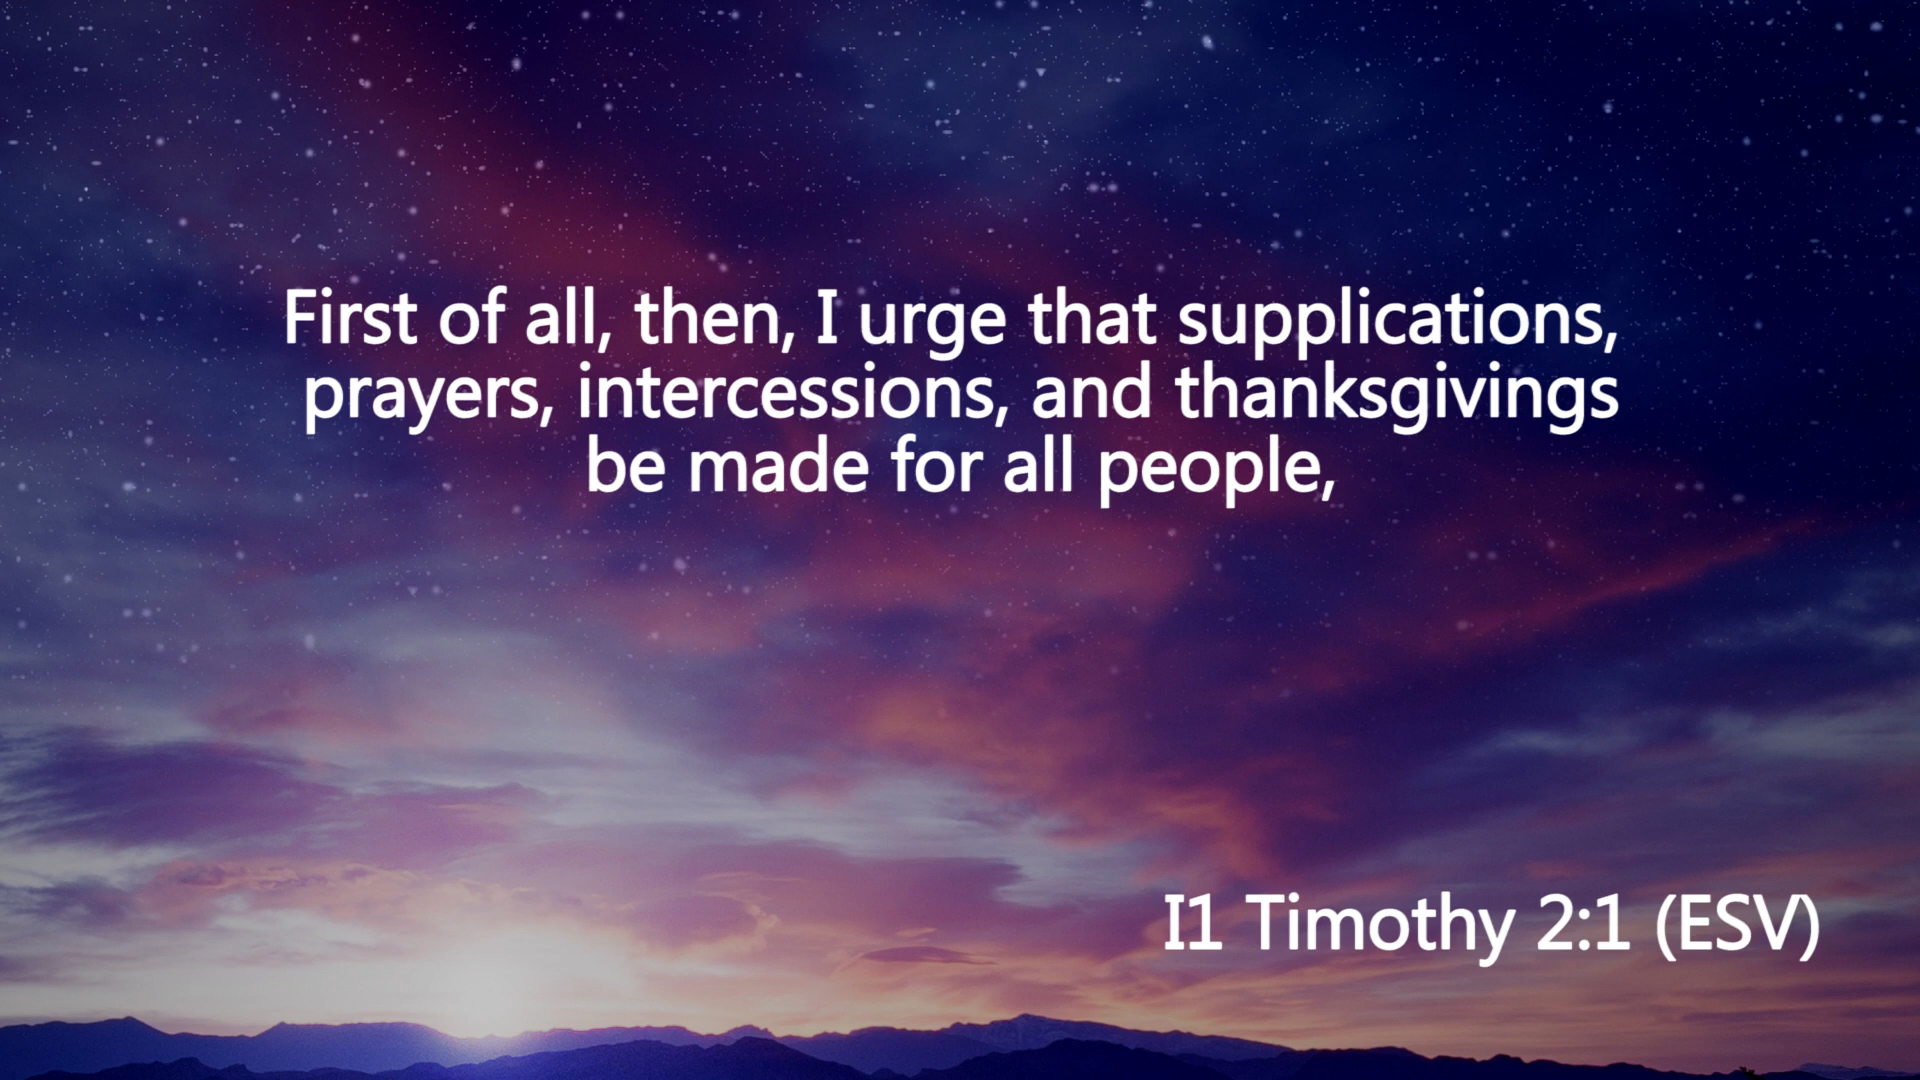 First of all, then, I urge that supplications,
prayers, intercessions, and thanksgivings
be made for all people,
I1 Timothy 2:1 (ESV)